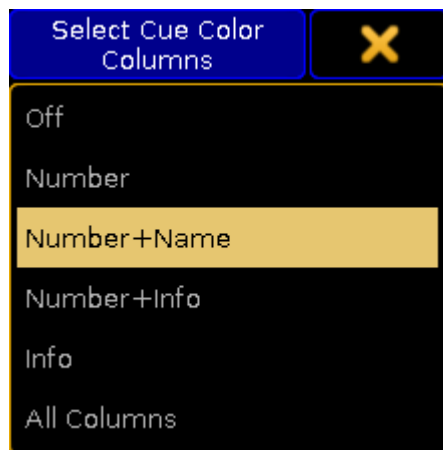 Select Cue Color
Columns
Off
Number
Number+Name
Number+Info
Info
All Columns